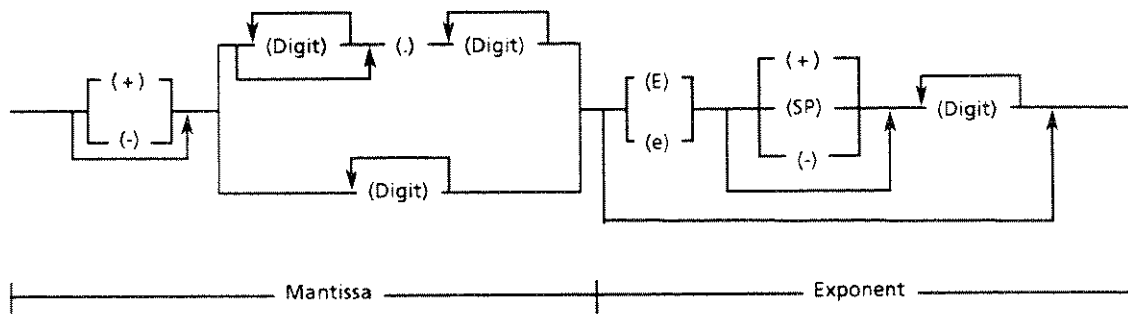 (Digit) (.) (Digit)
(+) (E) (+)
(SP) (Digit)
(-) (e) (-)
(Digit)
Mantissa Exponent